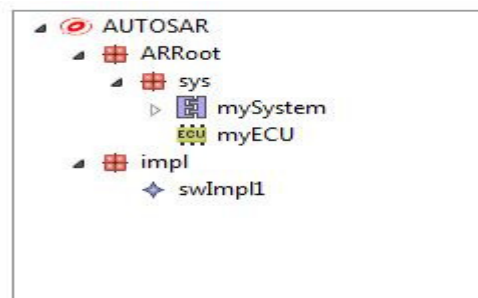 AUTOSAR
ARRoot
sys
mySystem
ECU myECU
impl
swImpl1